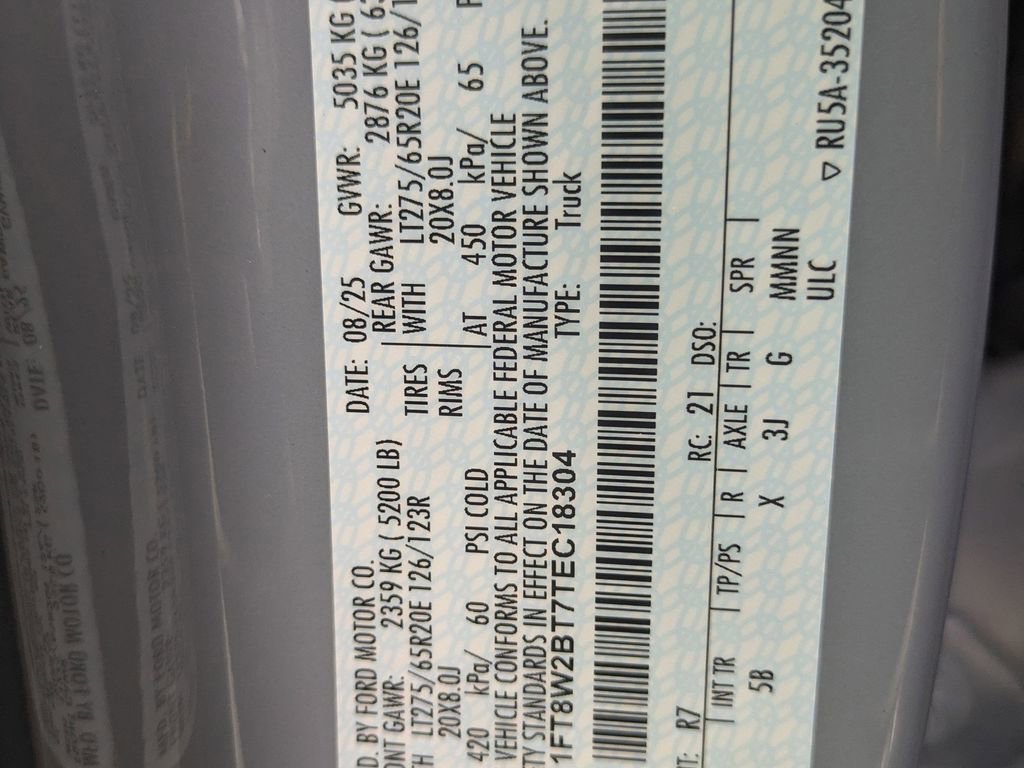 D. BY FORD MOTOR CO. DATE: 08/25 GVWR: 5035 KG (
ONT GAWR: 2359 KG ( 5200 LB) REAR GAWR: 2876 KG ( 63
TH LT275/65R20E 126/123R TIRES WITH LT275/65R20E 126/1
20X8.0J RIMS 20X8.0J
420 kPa/ 60 PSI COLD AT 450 kPa/ 65 P
VEHICLE CONFORMS TO ALL APPLICABLE FEDERAL MOTOR VEHICLE
TY STANDARDS IN EFFECT ON THE DATE OF MANUFACTURE SHOWN ABOVE.
1FT8W2BT7TEC18304 TYPE: Truck
T: R7 RC: 21 DSO:
INT TR TP/PS R AXLE TR SPR
5B X 3J G MMNN
ULC ▽ RU5A-35204